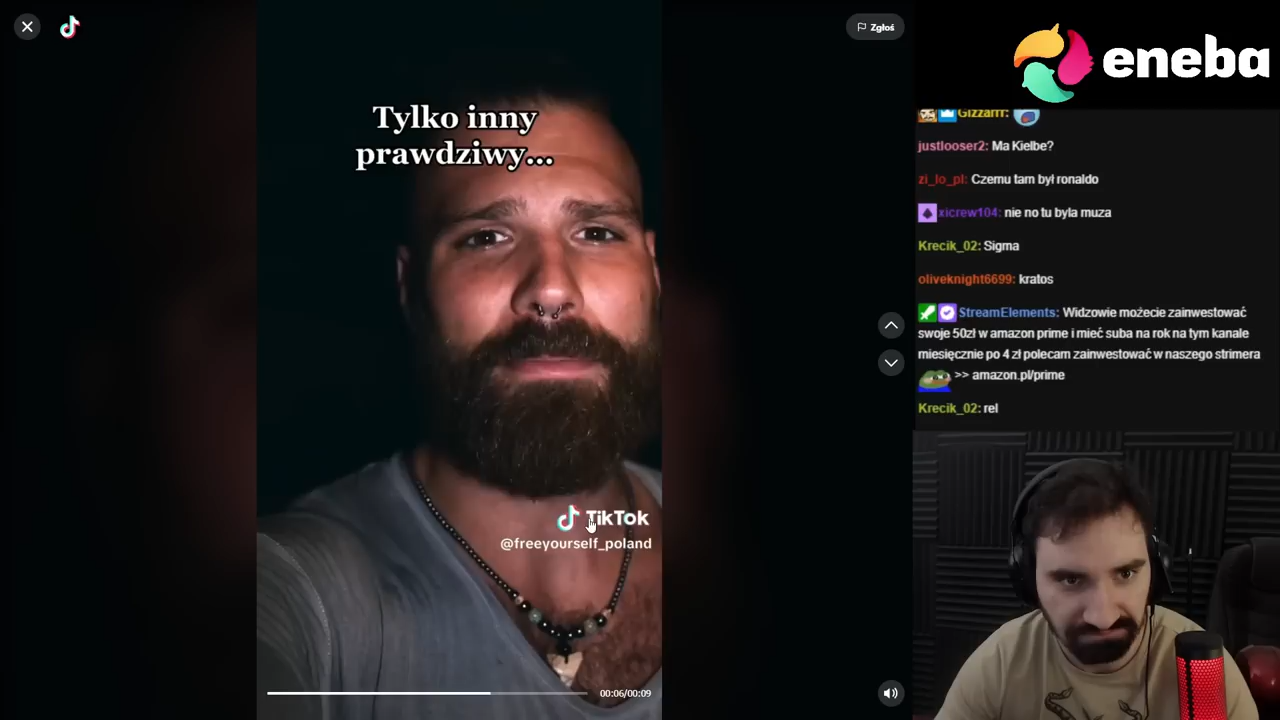 Zgłoś
Tylko inny
prawdziwy...
TikTok
@freeyourself_poland
00:06/00:09
eneba
Gizzarrr:
justlooser2: Ma Kielbe?
zi_lo_pl: Czemu tam był ronaldo
xicrew104: nie no tu byla muza
Krecik_02: Sigma
oliveknight6699: kratos
StreamElements: Widzowie możecie zainwestować
swoje 50zł w amazon prime i mieć suba na rok na tym kanale
miesięcznie po 4 zł polecam zainwestować w naszego strimera
>> amazon.pl/prime
Krecik_02: rel